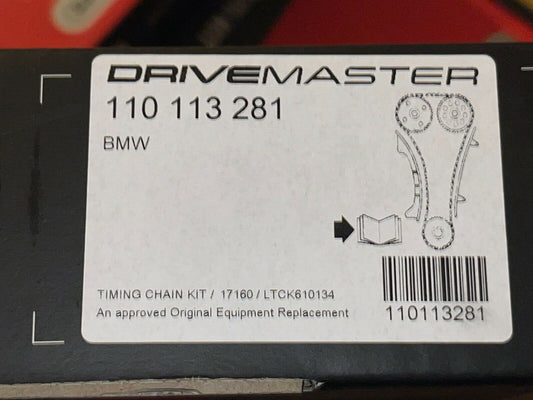 DRIVEMASTER
110 113 281
BMW
TIMING CHAIN KIT / 17160 / LTCK610134
An approved Original Equipment Replacement
110113281